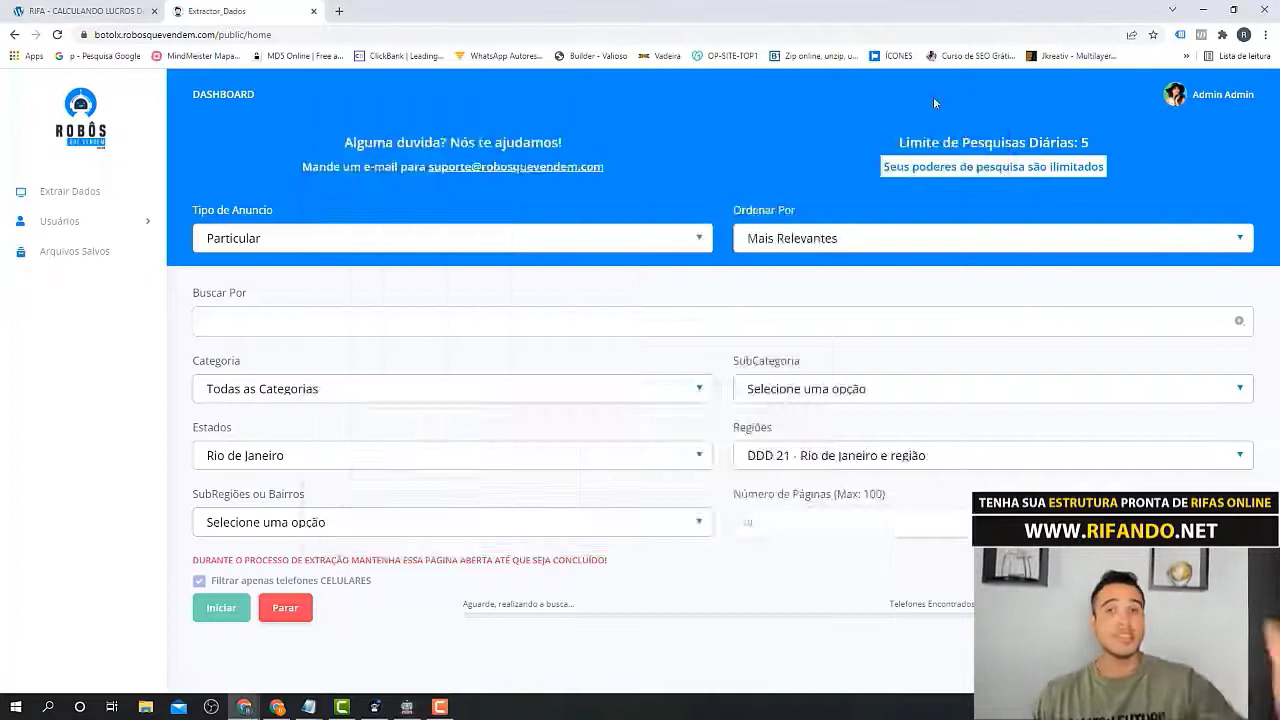 RIFA - CALCULANDO LUCROS D
Extractor_Dados
botolx.robosquevendem.com/public/home
Apps
p - Pesquisa Google
MindMeister Mapa...
MD5 Online | Free...
ClickBank | Leading...
WhatsApp Autores...
Builder - Valioso
Vadeira
OP-SITE-TOP1
Zip online, unzip, u...
ÍCONES
Curso de SEO Gráti...
Jkreativ - Multilayer...
»
Lista de leitura
ROBÔS
QUE VENDEM
DASHBOARD
Admin Admin
Alguma duvida? Nós te ajudamos!
Mande um e-mail para suporte@robosquevendem.com
Limite de Pesquisas Diárias: 5
Seus poderes de pesquisa são ilimitados
Extrair Dados
Usuários
Arquivos Salvos
Tipo de Anuncio
Particular
Ordenar Por
Mais Relevantes
Buscar Por
Categoria
Todas as Categorias
SubCategoria
Selecione uma opção
Estados
Rio de Janeiro
Regiões
DDD 21 - Rio de Janeiro e região
SubRegiões ou Bairros
Selecione uma opção
Número de Páginas (Max: 100)
DURANTE O PROCESSO DE EXTRAÇÃO MANTENHA ESSA PÁGINA ABERTA ATÉ QUE SEJA CONCLUÍDO!
Filtrar apenas telefones CELULARES
Iniciar
Parar
Aguarde, realizando a busca...
Telefones Encontrados
TENHA SUA ESTRUTURA PRONTA DE RIFAS ONLINE
WWW.RIFANDO.NET